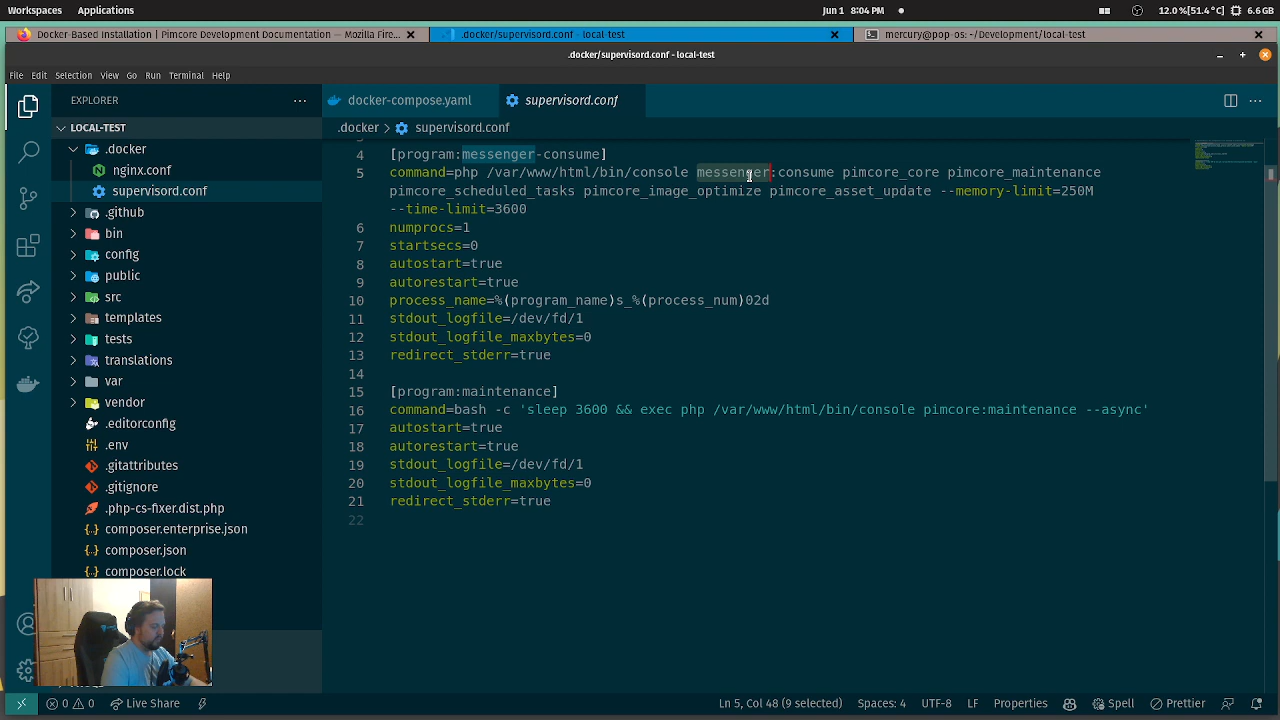 Workspaces Applications Jun 1 8:04 PM 12.0%[51.4°C] 6.6GB
Docker-Based Installation | Pimcore Development Documentation — Mozilla Fire... .docker/supervisord.conf - local-test mercury@pop-os: ~/Development/local-test
.docker/supervisord.conf - local-test
File Edit Selection View Go Run Terminal Help
EXPLORER
docker-compose.yaml supervisord.conf
LOCAL-TEST
.docker > supervisord.conf
.docker
nginx.conf
supervisord.conf
.github
bin
config
public
src
templates
tests
translations
var
vendor
.editorconfig
.env
.gitattributes
.gitignore
.php-cs-fixer.dist.php
composer.enterprise.json
composer.json
composer.lock
4 [program:messenger-consume]
5 command=php /var/www/html/bin/console messenger:consume pimcore_core pimcore_maintenance
pimcore_scheduled_tasks pimcore_image_optimize pimcore_asset_update --memory-limit=250M
--time-limit=3600
6 numprocs=1
7 startsecs=0
8 autostart=true
9 autorestart=true
10 process_name=%(program_name)s_%(process_num)02d
11 stdout_logfile=/dev/fd/1
12 stdout_logfile_maxbytes=0
13 redirect_stderr=true
14
15 [program:maintenance]
16 command=bash -c 'sleep 3600 && exec php /var/www/html/bin/console pimcore:maintenance --async'
17 autostart=true
18 autorestart=true
19 stdout_logfile=/dev/fd/1
20 stdout_logfile_maxbytes=0
21 redirect_stderr=true
22
0 0 Live Share Ln 5, Col 48 (9 selected) Spaces: 4 UTF-8 LF Properties Spell Prettier